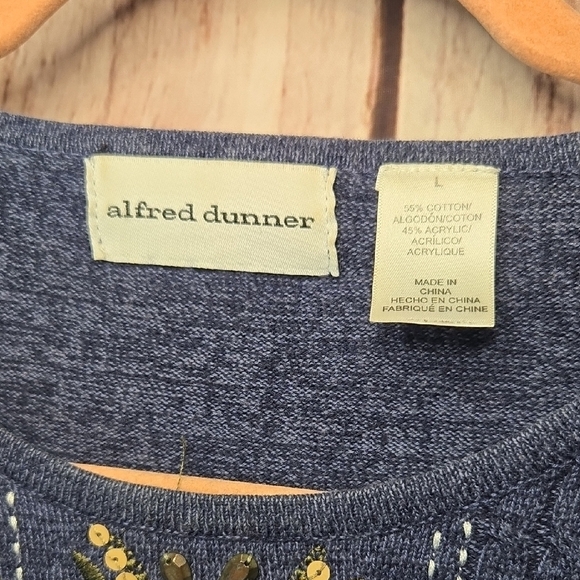 alfred dunner
L
55% COTTON/
ALGODÓN/COTON
45% ACRYLIC/
ACRÍLICO/
ACRYLIQUE
MADE IN
CHINA
HECHO EN CHINA
FABRIQUÉ EN CHINE